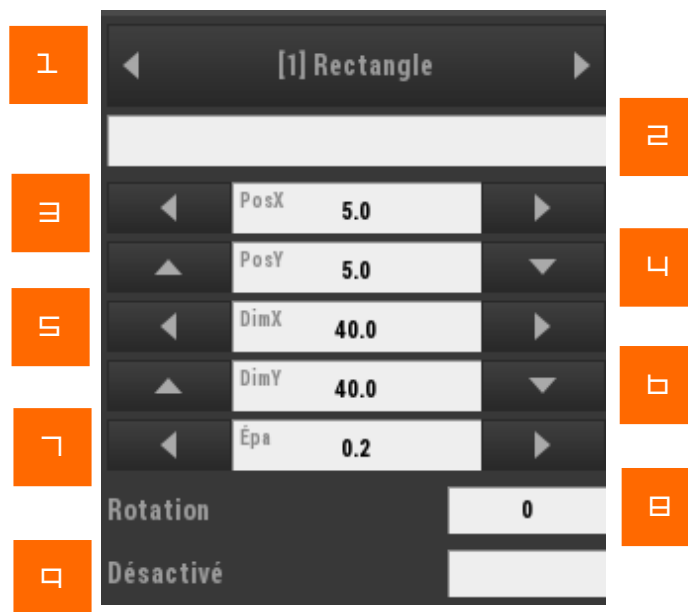 1
[1] Rectangle
2
3
PosX 5.0
PosY 5.0
4
5
DimX 40.0
DimY 40.0
6
7
Épa 0.2
Rotation 0
8
9
Désactivé